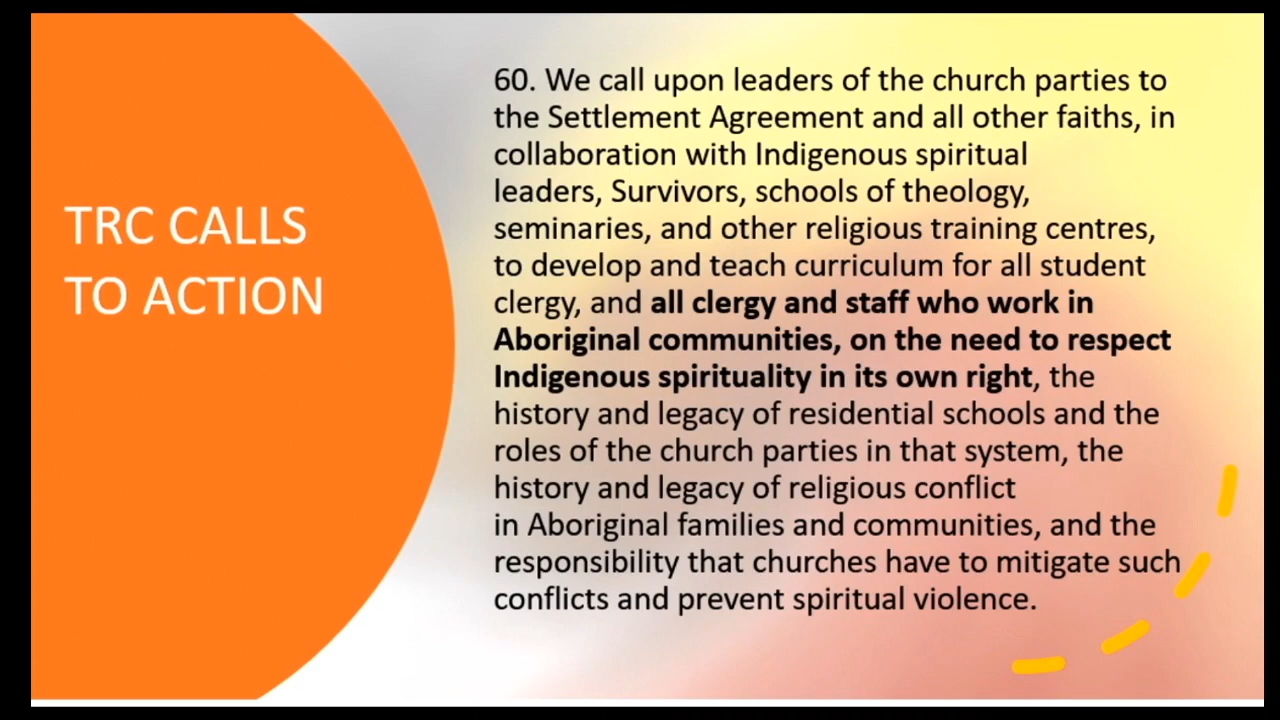 TRC CALLS
TO ACTION
60. We call upon leaders of the church parties to
the Settlement Agreement and all other faiths, in
collaboration with Indigenous spiritual
leaders, Survivors, schools of theology,
seminaries, and other religious training centres,
to develop and teach curriculum for all student
clergy, and all clergy and staff who work in
Aboriginal communities, on the need to respect
Indigenous spirituality in its own right, the
history and legacy of residential schools and the
roles of the church parties in that system, the
history and legacy of religious conflict
in Aboriginal families and communities, and the
responsibility that churches have to mitigate such
conflicts and prevent spiritual violence.